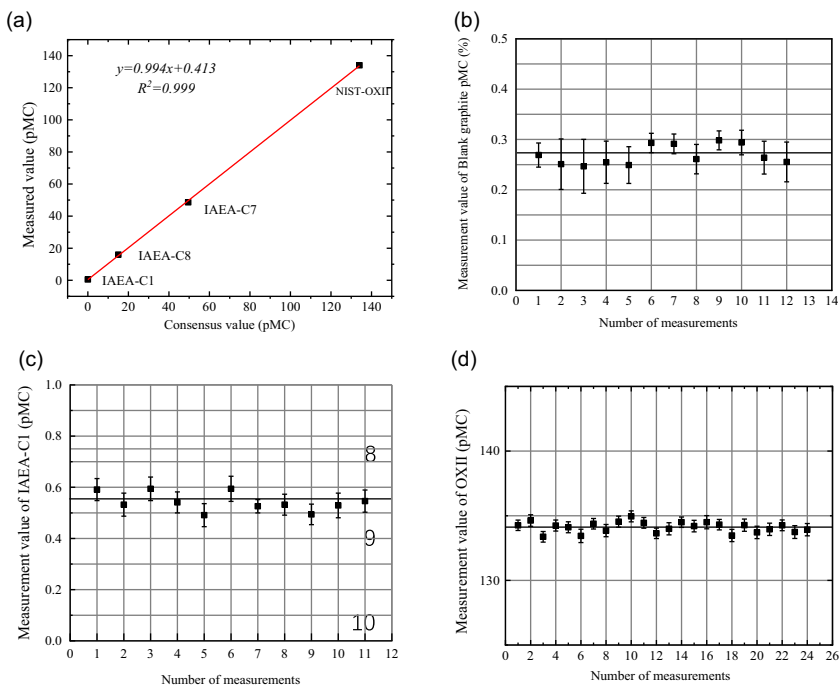 (a)
y=0.994x+0.413
R²=0.999
NIST-OXII
IAEA-C7
IAEA-C8
IAEA-C1
Measured value (pMC)
140
120
100
80
60
40
20
0
0 20 40 60 80 100 120 140
Consensus value (pMC)
(b)
Measurement value of Blank graphite pMC (%)
0.5
0.4
0.3
0.2
0.1
0.0
0 1 2 3 4 5 6 7 8 9 10 11 12 13 14
Number of measurements
(c)
Measurement value of IAEA-C1 (pMC)
1.0
0.8
0.6
0.4
0.2
0.0
8
9
10
0 1 2 3 4 5 6 7 8 9 10 11 12
Number of measurements
(d)
Measurement value of OXII (pMC)
140
130
0 2 4 6 8 10 12 14 16 18 20 22 24 26
Number of measurements